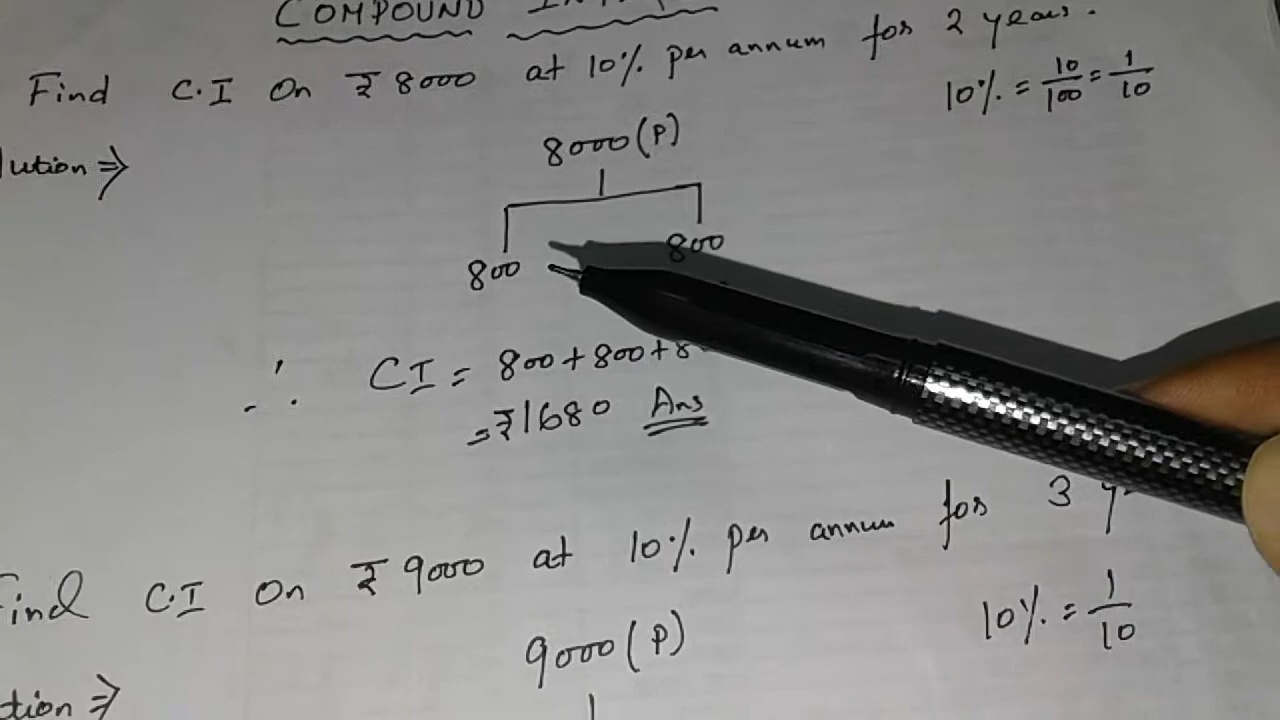 COMPOUND
Find C.I On ₹ 8000 at 10% per annum for 2 years.
10% = 10/100 = 1/10
lution ⇒
8000 (P)
800 800
∴ CI = 800 + 800 + 8
= ₹1680 Ans
Find C.I On ₹ 9000 at 10% per annum for 3 y
10% = 1/10
9000 (P)
tion ⇒